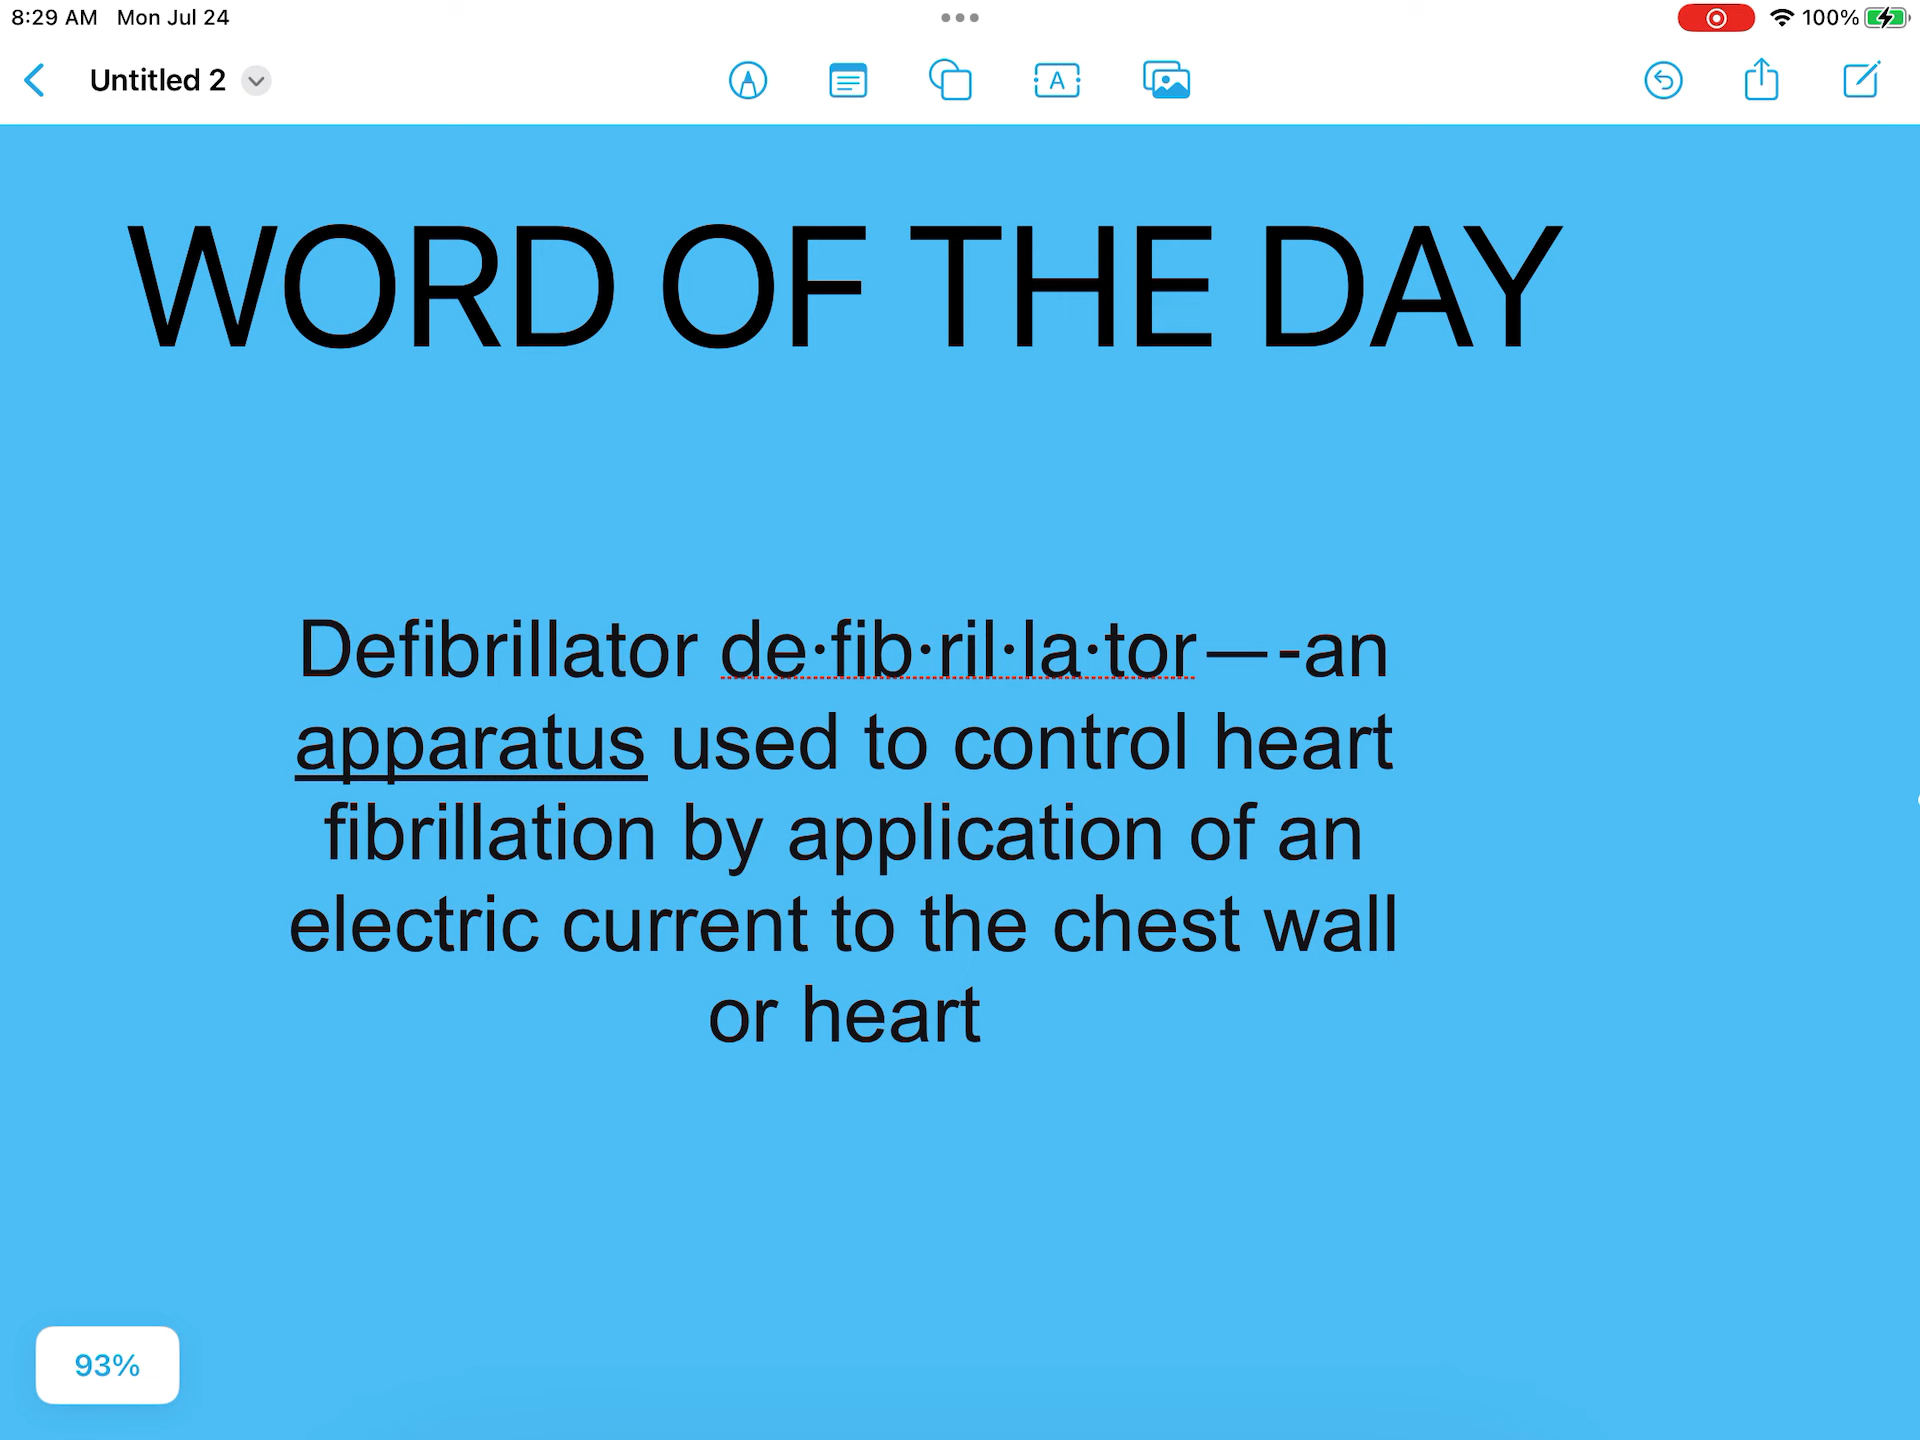 8:29 AM Mon Jul 24 100%
Untitled 2
A
WORD OF THE DAY
Defibrillator de·fib·ril·la·tor—-an
apparatus used to control heart
fibrillation by application of an
electric current to the chest wall
or heart
93%